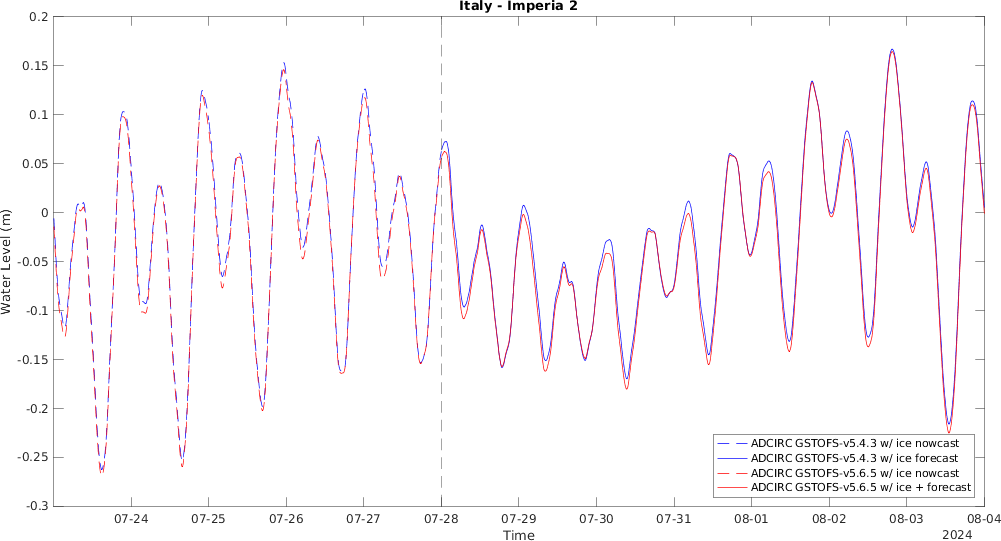 Italy - Imperia 2
0.2
0.15
0.1
0.05
0
-0.05
-0.1
-0.15
-0.2
-0.25
-0.3
Water Level (m)
07-24 07-25 07-26 07-27 07-28 07-29 07-30 07-31 08-01 08-02 08-03 08-04
Time
2024
ADCIRC GSTOFS-v5.4.3 w/ ice nowcast
ADCIRC GSTOFS-v5.4.3 w/ ice forecast
ADCIRC GSTOFS-v5.6.5 w/ ice nowcast
ADCIRC GSTOFS-v5.6.5 w/ ice + forecast